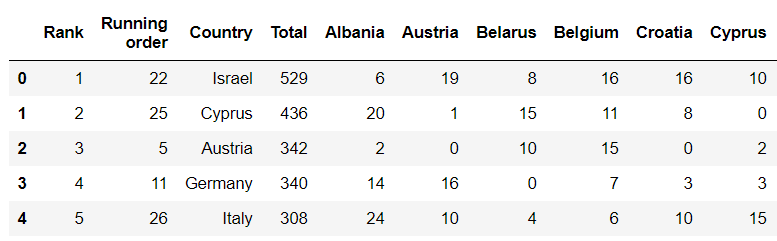 Rank Running order Country Total Albania Austria Belarus Belgium Croatia Cyprus
0 1 22 Israel 529 6 19 8 16 16 10
1 2 25 Cyprus 436 20 1 15 11 8 0
2 3 5 Austria 342 2 0 10 15 0 2
3 4 11 Germany 340 14 16 0 7 3 3
4 5 26 Italy 308 24 10 4 6 10 15